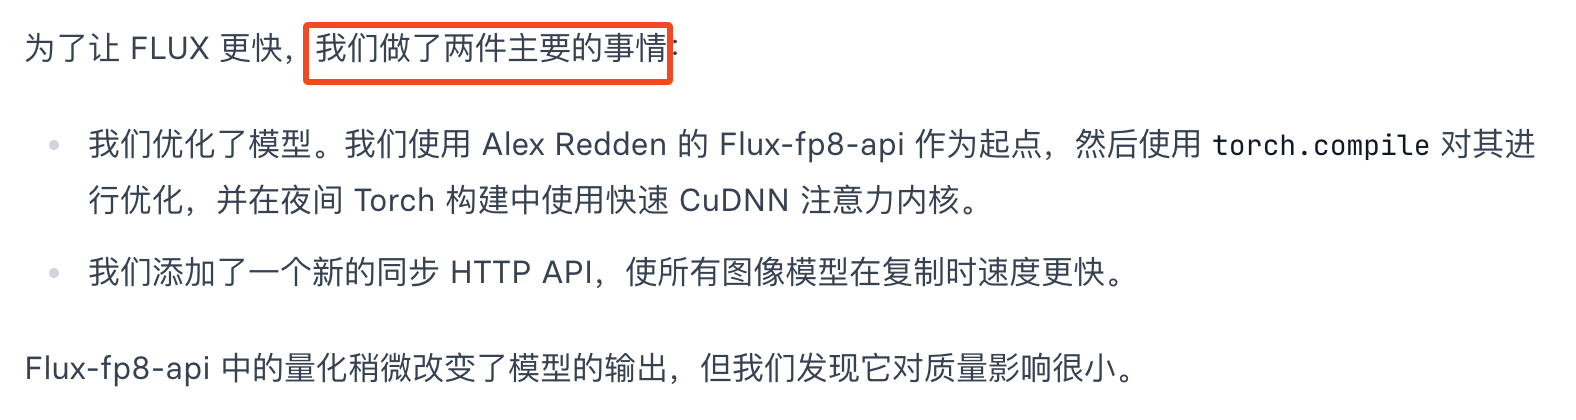 为了让 FLUX 更快，我们做了两件主要的事情：
我们优化了模型。我们使用 Alex Redden 的 Flux-fp8-api 作为起点，然后使用 torch.compile 对其进
行优化，并在夜间 Torch 构建中使用快速 CuDNN 注意力内核。
我们添加了一个新的同步 HTTP API，使所有图像模型在复制时速度更快。
Flux-fp8-api 中的量化稍微改变了模型的输出，但我们发现它对质量影响很小。